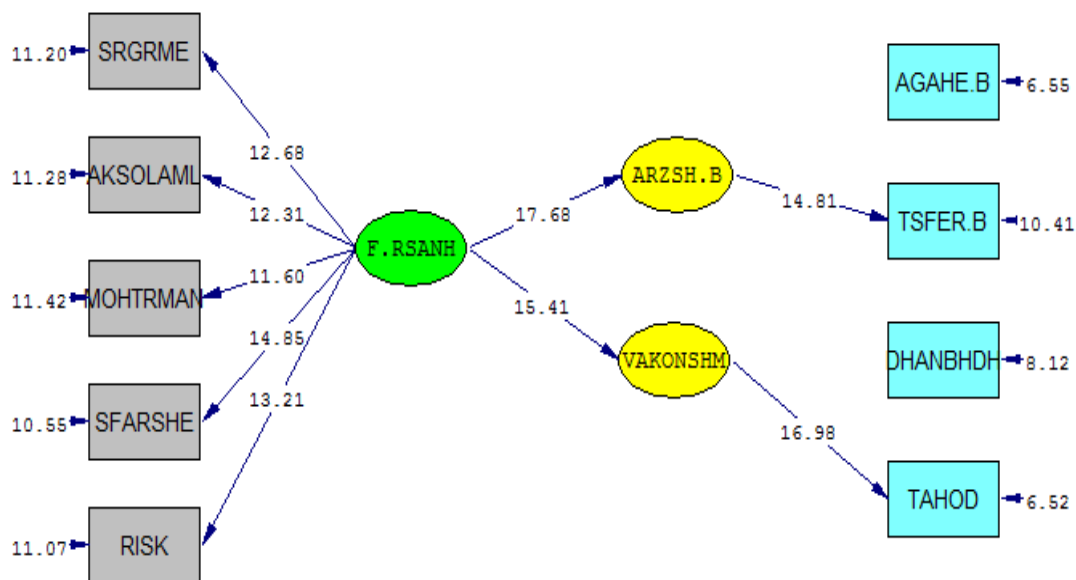 SRGRME
11.20
12.68
AKSOLAML
11.28
12.31
MOHTRMAN
11.42
11.60
SFARSHE
10.55
14.85
RISK
11.07
13.21
F.RSANH
17.68
15.41
ARZSH.B
14.81
VAKONSHM
16.98
AGAHE.B
6.55
TSFER.B
10.41
DHANBHDH
8.12
TAHOD
6.52